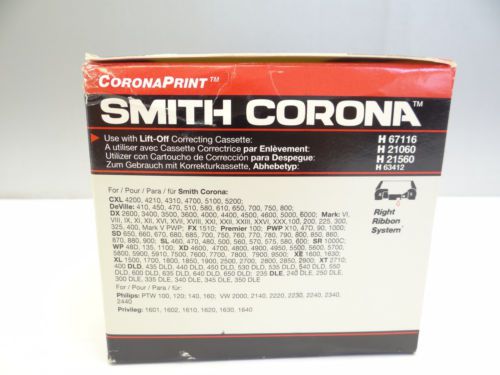 CORONAPRINT™
SMITH CORONA™
Use with Lift-Off Correcting Cassette: H 67116
A utiliser avec Cassette Correctrice par Enlèvement: H 21060
Utilizer con Cartoucho de Corrección para Despegue: H 21560
Zum Gebrauch mit Korrekturkassette, Abhebetyp: H 63412
For / Pour / Para / für Smith Corona:
CXL 4200, 4210, 4310, 4700, 5100, 5200;
DeVille: 410, 450, 470, 510, 580, 610, 650, 700, 750, 800;
DX 2600, 3400, 3500, 3600, 3700, 4000, 4400, 4500, 4600, 5000, 6000; Mark: VI,
VIII, IX, XI, XII, XVI, XVII, XVIII, XXI, XXII, XXIII, XXVI, XXVII, XXX, 100, 200, 225, 300,
325, 400, Mark V PWP; FX 1510; Premier 100; PWP X10, 47D, 90, 1000;
SD 650, 660, 670, 680, 685, 700, 750, 760, 770, 780, 790, 800, 850, 860, 880,
870, 880, 900; SL 460, 470, 480, 500, 560, 570, 575, 580, 600; SR 1000C
WP 48D, 135, 1100; XD 4600, 4700, 4800, 4900, 4910, 5600, 5700,
5800, 5900, 5910, 7600, 7700, 7800, 7900, 9500; XE 1600, 1630;
XL 1500, 1700, 1800, 1850, 1900, 2500, 2700, 2800, 2850, 2900; XT 2710;
400 DLD, 435 DLD, 440 DLD, 450 DLD, 530 DLD, 535 DLD, 540 DLD,
DLD, 600 DLD, 635 DLD, 640 DLD, 650 DLD; 235 DLE, 240 DLE, 250 DLE,
300 DLE, 335 DLE, 340 DLE, 345 DLE, 350 DLE
For / Pour / Para / für:
Philips: PTW 100, 120, 140, 160; VW 2000, 2140, 2220, 2230, 2240, 2340,
2440
Privileg: 1601, 1602, 1610, 1620, 1630, 1640
Right
Ribbon
System™